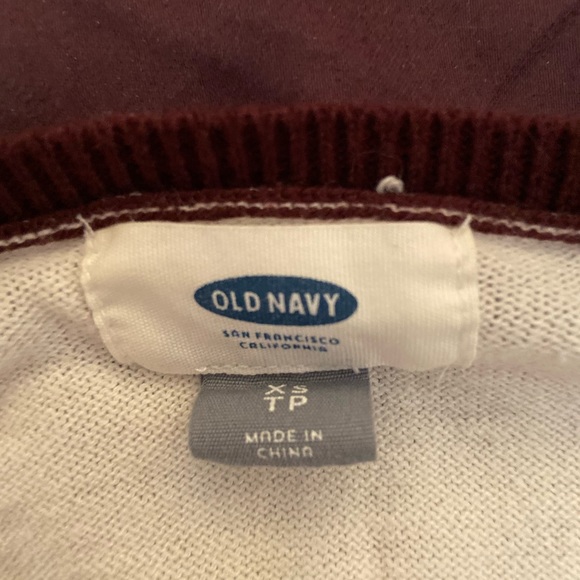 OLD NAVY
SAN FRANCISCO
CALIFORNIA
XS
TP
MADE IN
CHINA